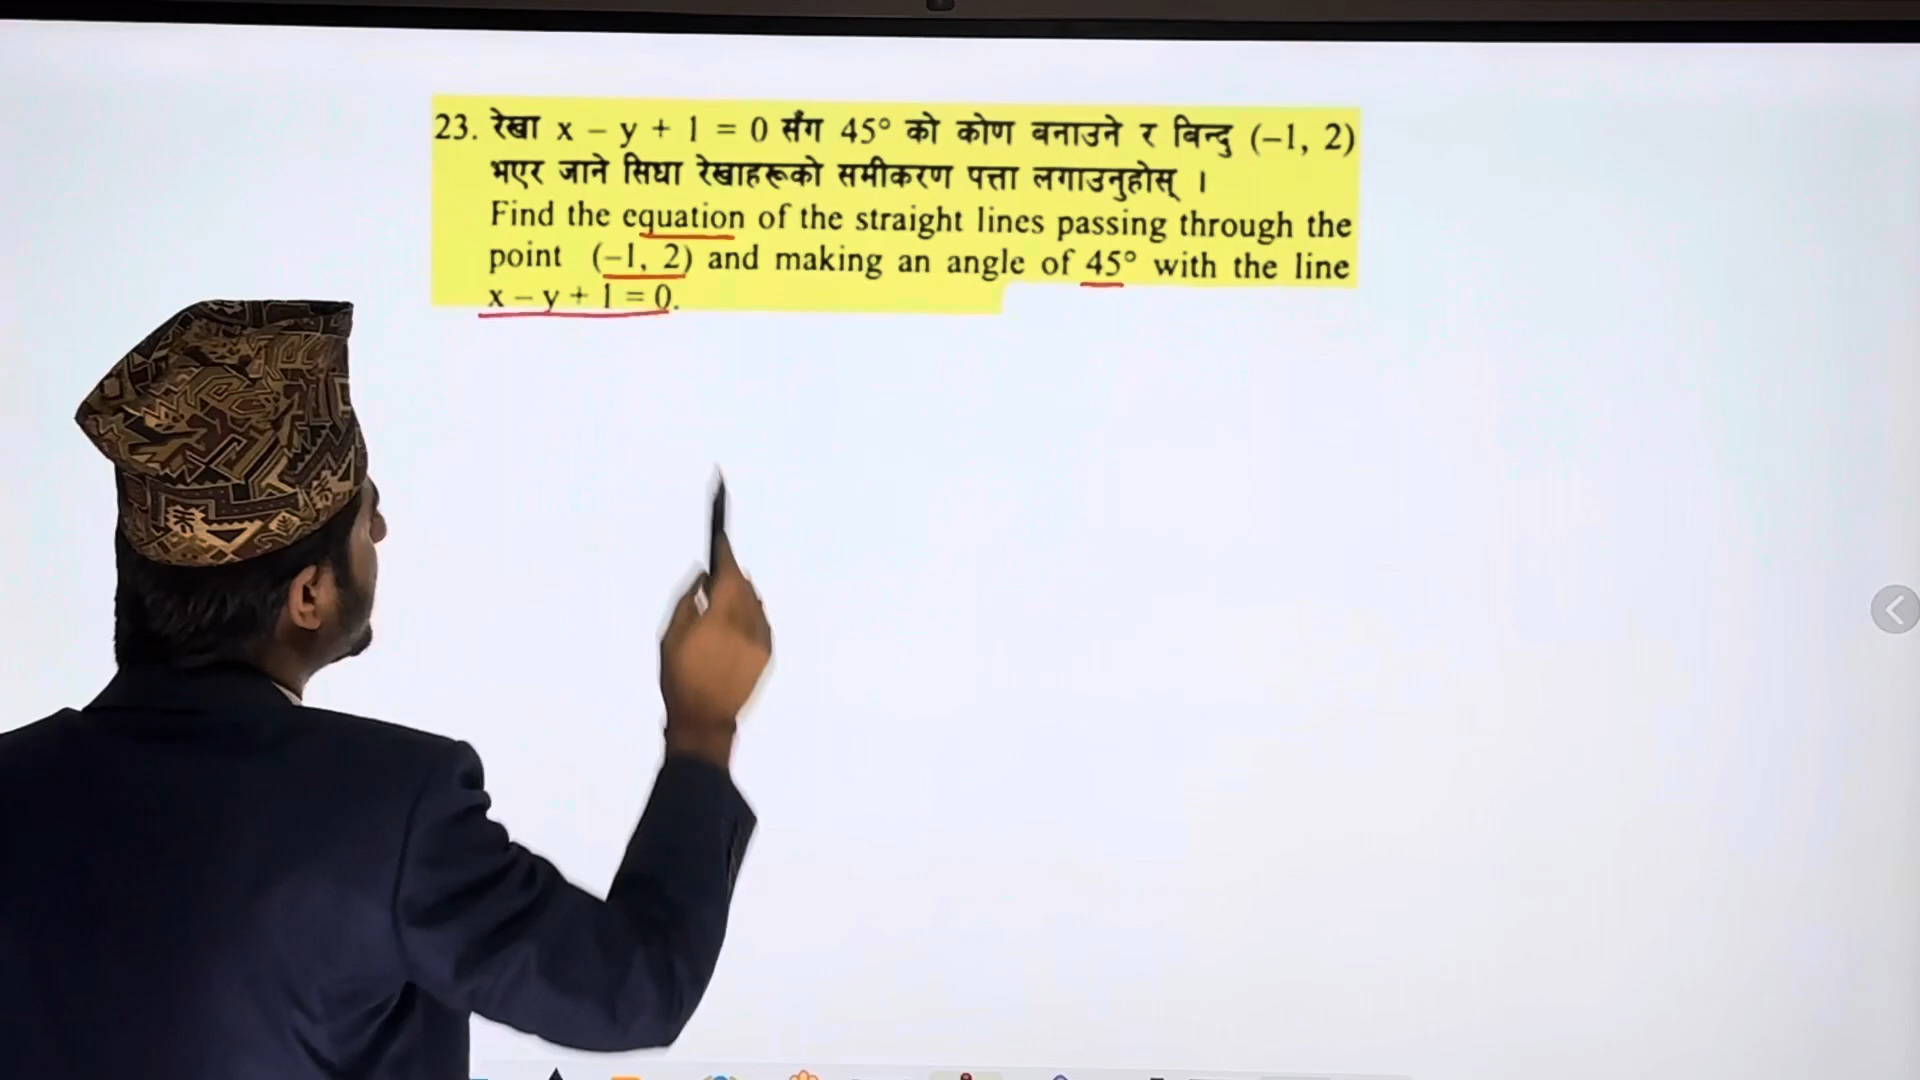 23. रेखा x – y + 1 = 0 सँग 45° को कोण बनाउने र बिन्दु (–1, 2)
भएर जाने सिधा रेखाहरूको समीकरण पत्ता लगाउनुहोस् ।
Find the equation of the straight lines passing through the
point (–1, 2) and making an angle of 45° with the line
x – y + 1 = 0.